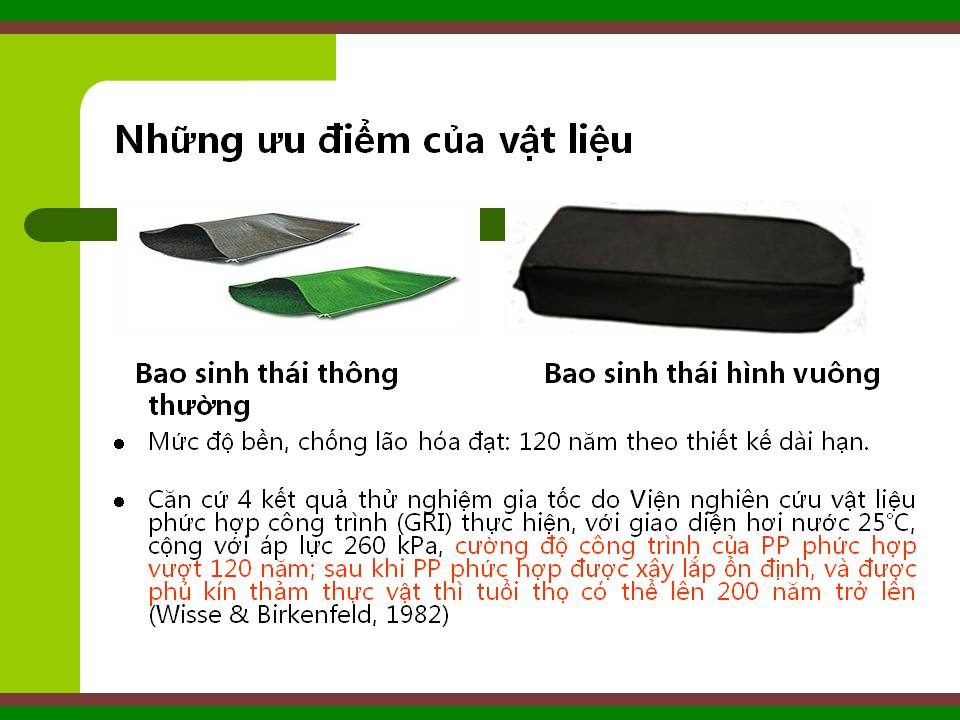 Những ưu điểm của vật liệu
Bao sinh thái thông
thường
Bao sinh thái hình vuông
Mức độ bền, chống lão hóa đạt: 120 năm theo thiết kế dài hạn.
Căn cứ 4 kết quả thử nghiệm gia tốc do Viện nghiên cứu vật liệu
phức hợp công trình (GRI) thực hiện, với giao diện hơi nước 25°C,
cộng với áp lực 260 kPa, cường độ công trình của PP phức hợp
vượt 120 năm; sau khi PP phức hợp được xây lắp ổn định, và được
phủ kín thảm thực vật thì tuổi thọ có thể lên 200 năm trở lên
(Wisse & Birkenfeld, 1982)